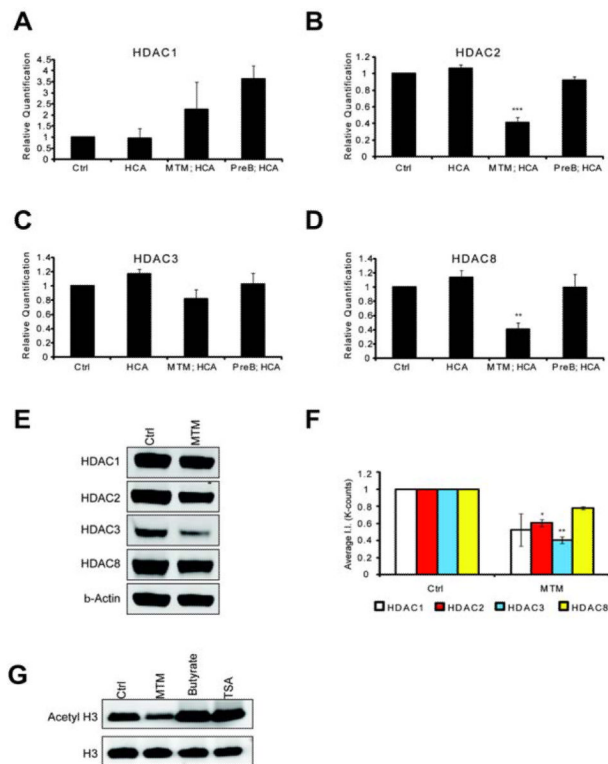 A
HDAC1
Relative Quantification
4.5
4
3.5
3
2.5
2
1.5
1
0.5
Ctrl HCA MTM; HCA PreB; HCA
B
HDAC2
Relative Quantification
1.2
1
0.8
0.6
0.4
0.2
0
***
Ctrl HCA MTM; HCA PreB; HCA
C
HDAC3
Relative Quantification
1.4
1.2
1
0.8
0.6
0.4
0.2
0
Ctrl HCA MTM; HCA PreB; HCA
D
HDAC8
Relative Quantification
1.4
1.2
1
0.8
0.6
0.4
0.2
0
**
Ctrl HCA MTM; HCA PreB; HCA
E
Ctrl MTM
HDAC1
HDAC2
HDAC3
HDAC8
b-Actin
F
Average I.I. (K-counts)
1.2
1
0.8
0.6
0.4
0.2
0
* **
Ctrl MTM
HDAC1 HDAC2 HDAC3 HDAC8
G
Ctrl MTM Butyrate TSA
Acetyl H3
H3